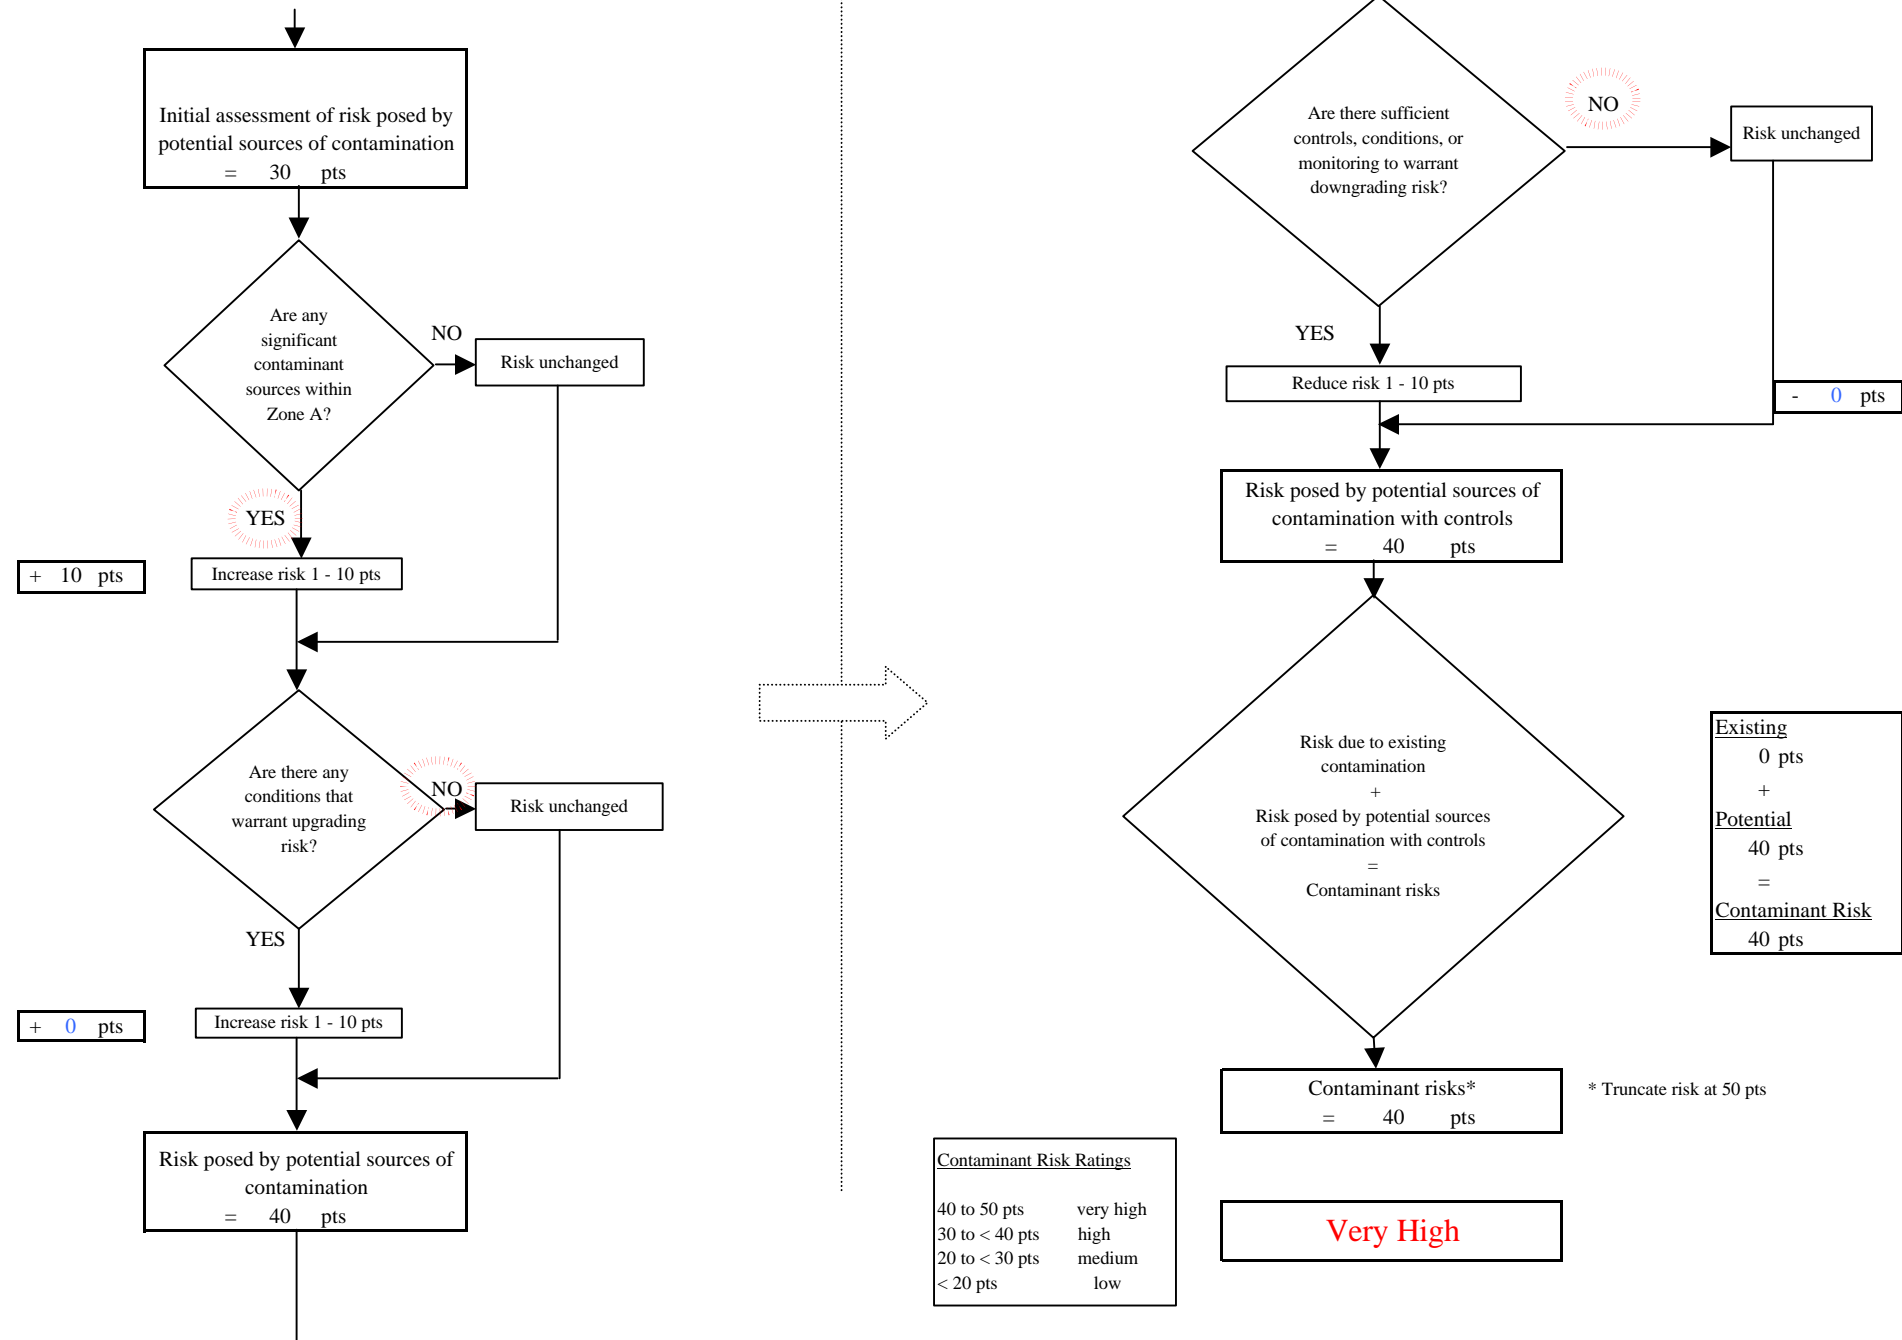 Initial assessment of risk posed by
potential sources of contamination
= 30 pts
Are any
significant
contaminant
sources within
Zone A?
NO
Risk unchanged
YES
+ 10 pts
Increase risk 1 - 10 pts
Are there any
conditions that
warrant upgrading
risk?
NO
Risk unchanged
YES
+ 0 pts
Increase risk 1 - 10 pts
Risk posed by potential sources of
contamination
= 40 pts
Are there sufficient
controls, conditions, or
monitoring to warrant
downgrading risk?
NO
Risk unchanged
YES
Reduce risk 1 - 10 pts
- 0 pts
Risk posed by potential sources of
contamination with controls
= 40 pts
Risk due to existing
contamination
+
Risk posed by potential sources
of contamination with controls
=
Contaminant risks
Existing
0 pts
+
Potential
40 pts
=
Contaminant Risk
40 pts
Contaminant risks*
= 40 pts
* Truncate risk at 50 pts
Contaminant Risk Ratings
40 to 50 pts very high
30 to < 40 pts high
20 to < 30 pts medium
< 20 pts low
Very High